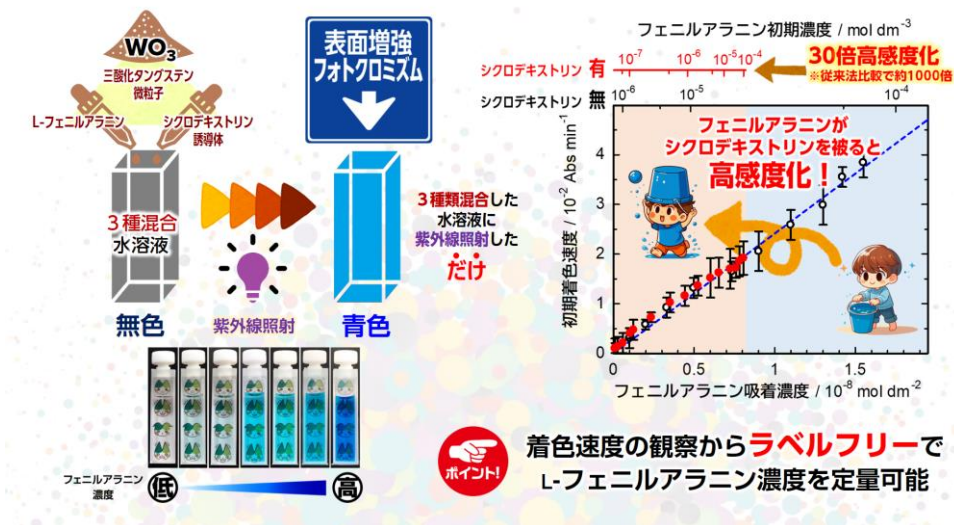 WO₃
三酸化タングステン
微粒子
L-フェニルアラニン
シクロデキストリン
誘導体
3種混合
水溶液
無色
紫外線照射
表面増強
フォトクロミズム
青色
3種類混合した
水溶液に
紫外線照射した
だけ
フェニルアラニン
濃度
低
高
フェニルアラニン初期濃度 / mol dm⁻³
シクロデキストリン 有
10⁻⁷ 10⁻⁶ 10⁻⁵ 10⁻⁴
30倍高感度化
※従来法比較で約1000倍
シクロデキストリン 無
10⁻⁶ 10⁻⁵ 10⁻⁴
フェニルアラニンが
シクロデキストリンを被ると
高感度化！
初期着色速度 / 10⁻² Abs min⁻¹
4
3
2
1
0
0 0.5 1 1.5
フェニルアラニン吸着濃度 / 10⁻⁸ mol dm⁻²
ポイント!
着色速度の観察からラベルフリーで
L-フェニルアラニン濃度を定量可能